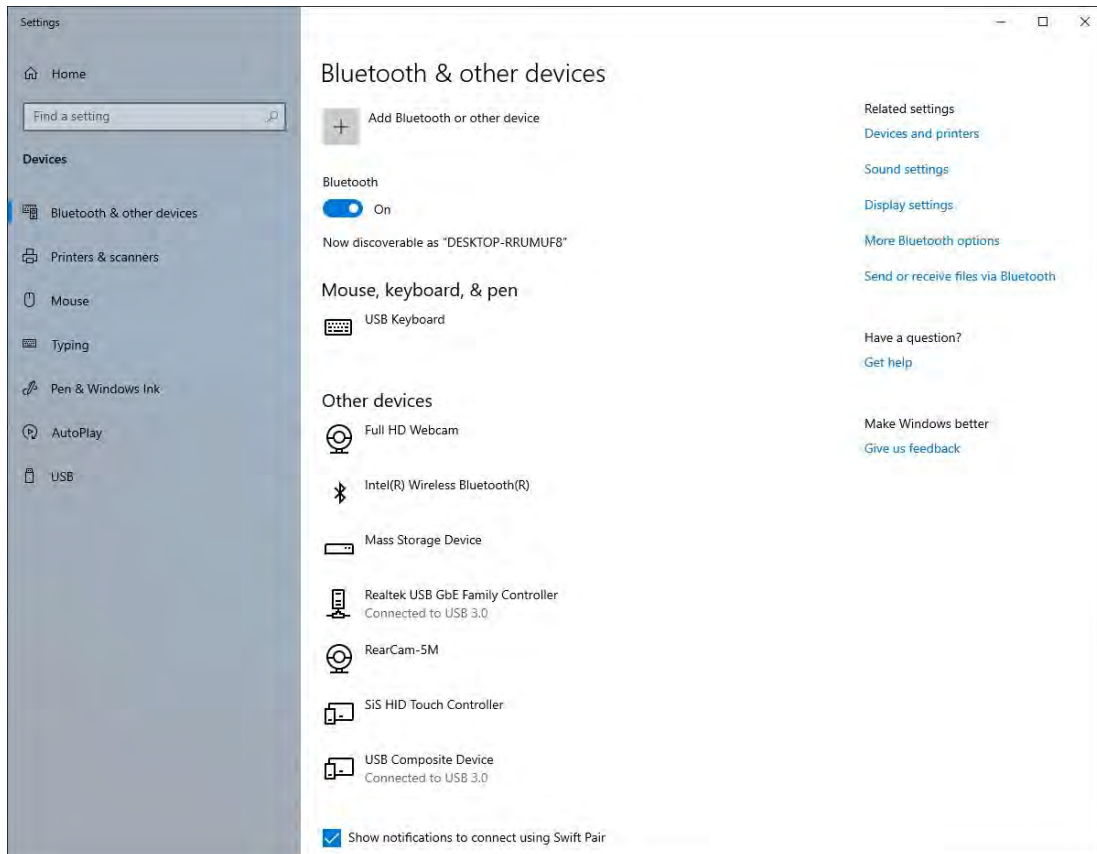 Settings
Home
Find a setting
Devices
Bluetooth & other devices
Printers & scanners
Mouse
Typing
Pen & Windows Ink
AutoPlay
USB
Bluetooth & other devices
Add Bluetooth or other device
Bluetooth
On
Now discoverable as "DESKTOP-RRUMUF8"
Mouse, keyboard, & pen
USB Keyboard
Other devices
Full HD Webcam
Intel(R) Wireless Bluetooth(R)
Mass Storage Device
Realtek USB GbE Family Controller
Connected to USB 3.0
RearCam-5M
SiS HID Touch Controller
USB Composite Device
Connected to USB 3.0
Show notifications to connect using Swift Pair
Related settings
Devices and printers
Sound settings
Display settings
More Bluetooth options
Send or receive files via Bluetooth
Have a question?
Get help
Make Windows better
Give us feedback